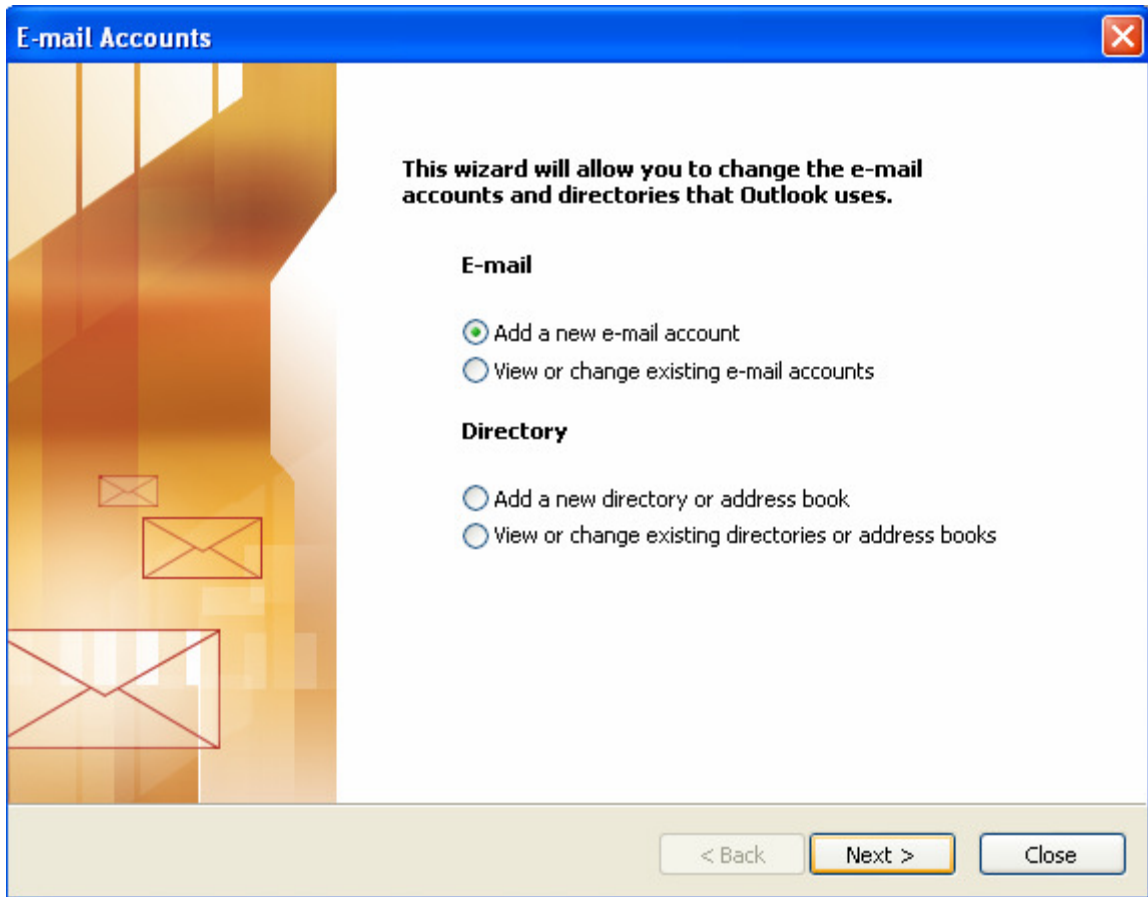 E-mail Accounts
This wizard will allow you to change the e-mail
accounts and directories that Outlook uses.
E-mail
Add a new e-mail account
View or change existing e-mail accounts
Directory
Add a new directory or address book
View or change existing directories or address books
< Back
Next >
Close